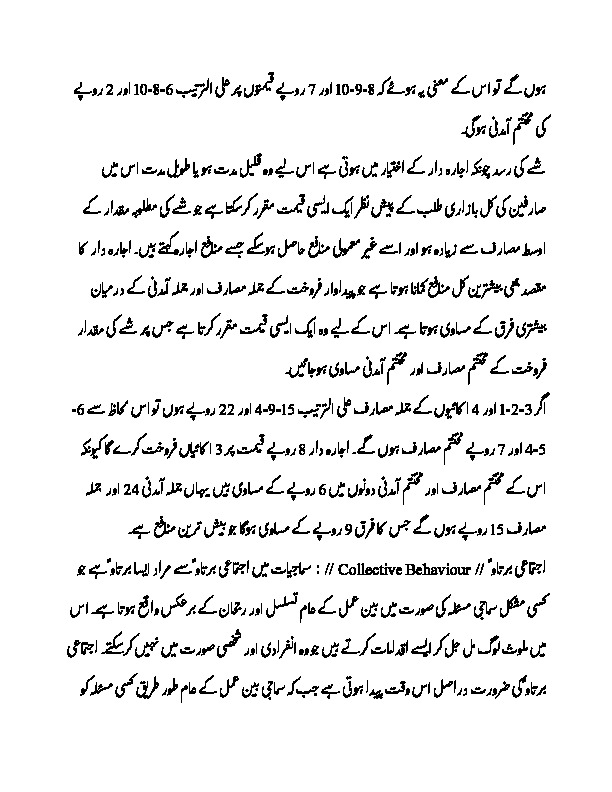 ہوں گے تو اس کے معنی یہ ہوئے کہ 8-9-10 اور 7 روپے قیمتوں پر علی الترتیب 6-8-10 اور 2 روپے
کی مختتم آمدنی ہوگی۔
شے کی رسد چونکہ اجارہ دار کے اختیار میں ہوتی ہے اس لیے وہ قلیل مدت ہو یا طویل مدت اس میں
صارفین کی کل بازاری طلب کے پیش نظر ایک ایسی قیمت مقرر کرسکتا ہے جو شے کی مطلوبہ مقدار کے
اوسط مصارف سے زیادہ ہو اور اسے غیر معمولی منافع حاصل ہوسکے جسے منافع اجارہ کہتے ہیں۔ اجارہ دار کا
مقصد بھی بیشترین کل منافع کمانا ہوتا ہے جو پیداوار فروخت کے جملہ مصارف اور جملہ آمدنی کے درمیان
بیشتری فرق کے مساوی ہوتا ہے۔ اس کے لیے وہ ایک ایسی قیمت مقرر کرتا ہے جس پر شے کی مقدار
فروخت کے مختتم مصارف اور مختتم آمدنی مساوی ہوجائیں۔
اگر 3-2-1 اور 4 اکائیوں کے جملہ مصارف علی الترتیب 15-9-4 اور 22 روپے ہوں تو اس لحاظ سے 6-
5-4 اور 7 روپے مختتم مصارف ہوں گے۔ اجارہ دار 8 روپے قیمت پر 3 اکائیاں فروخت کرے گا کیونکہ
اس کے مختتم مصارف اور مختتم آمدنی دونوں میں 6 روپے کے مساوی ہیں یہاں جملہ آمدنی 24 اور جملہ
مصارف 15 روپے ہوں گے جس کا فرق 9 روپے کے مساوی ہوگا جو بیش ترین منافع ہے۔
اجتماعی برتاوٴ // Collective Behaviour // : سماجیات میں اجتماعی برتاوٴ سے مراد ایسا برتاوٴ ہے جو
کسی مشکل سماجی مسئلہ کی صورت میں بین عمل کے عام تسلسل اور رجحان کے برعکس واقع ہوتا ہے۔ اس
میں ملوث لوگ مل جل کر ایسے اقدامات کرتے ہیں جو وہ انفرادی اور شخصی صورت میں نہیں کرسکتے۔ اجتماعی
برتاوٴ کی ضرورت دراصل اس وقت پیدا ہوتی ہے جب کہ سماجی بین عمل کے عام طور طریق کسی مسئلہ کو